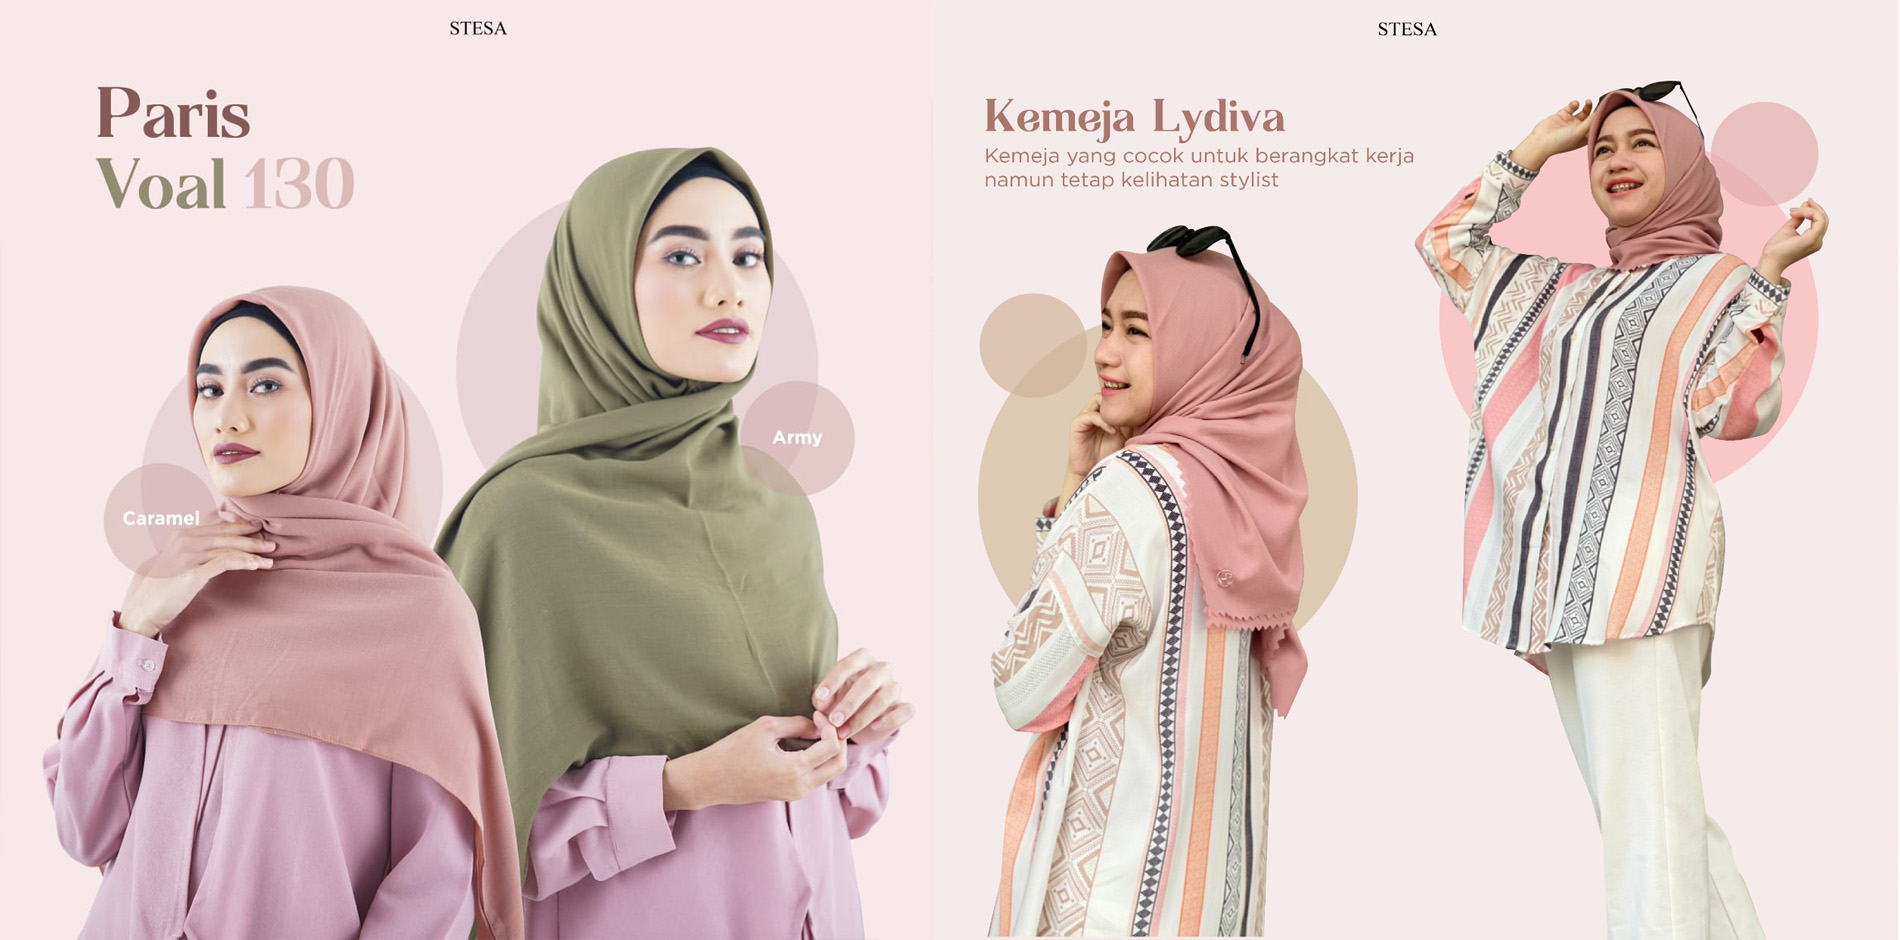 STESA
Paris
Voal 130
Caramel
Army
STESA
Kemeja Lydiva
Kemeja yang cocok untuk berangkat kerja
namun tetap kelihatan stylist